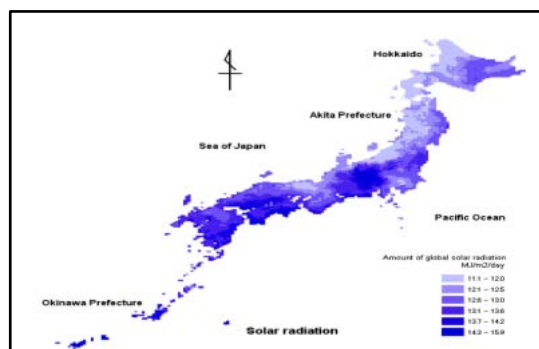 Hokkaido
Akita Prefecture
Sea of Japan
Pacific Ocean
Amount of global solar radiation
MJ/m2/day
111 – 120
121 – 125
126 – 130
131 – 136
137 – 142
143 – 159
Okinawa Prefecture
Solar radiation